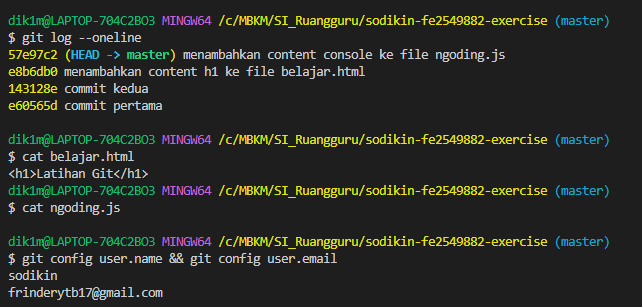 dik1m@LAPTOP-704C2BO3 MINGW64 /c/MBKM/SI_Ruangguru/sodikin-fe2549882-exercise (master)
$ git log --oneline
57e97c2 (HEAD -> master) menambahkan content console ke file ngoding.js
e8b6db0 menambahkan content h1 ke file belajar.html
143128e commit kedua
e60565d commit pertama
dik1m@LAPTOP-704C2BO3 MINGW64 /c/MBKM/SI_Ruangguru/sodikin-fe2549882-exercise (master)
$ cat belajar.html
<h1>Latihan Git</h1>
dik1m@LAPTOP-704C2BO3 MINGW64 /c/MBKM/SI_Ruangguru/sodikin-fe2549882-exercise (master)
$ cat ngoding.js
dik1m@LAPTOP-704C2BO3 MINGW64 /c/MBKM/SI_Ruangguru/sodikin-fe2549882-exercise (master)
$ git config user.name && git config user.email
sodikin
frinderytb17@gmail.com